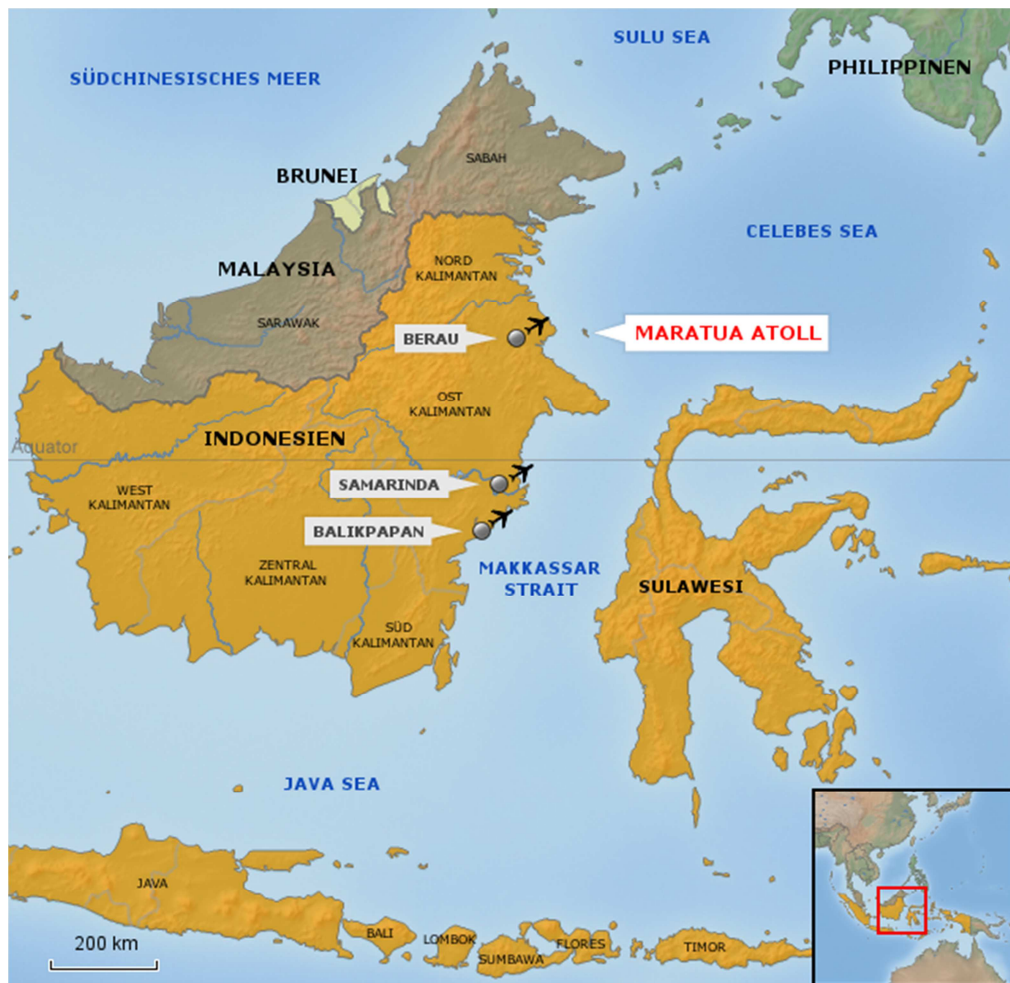 SULU SEA
PHILIPPINEN
SÜDCHINESISCHES MEER
SABAH
BRUNEI
CELEBES SEA
NORD
KALIMANTAN
MALAYSIA
SARAWAK
BERAU
MARATUA ATOLL
OST
KALIMANTAN
INDONESIEN
Äquator
SAMARINDA
WEST
KALIMANTAN
BALIKPAPAN
MAKKASSAR
STRAIT
ZENTRAL
KALIMANTAN
SULAWESI
SÜD
KALIMANTAN
JAVA SEA
JAVA
BALI
LOMBOK
FLORES
TIMOR
SUMBAWA
200 km